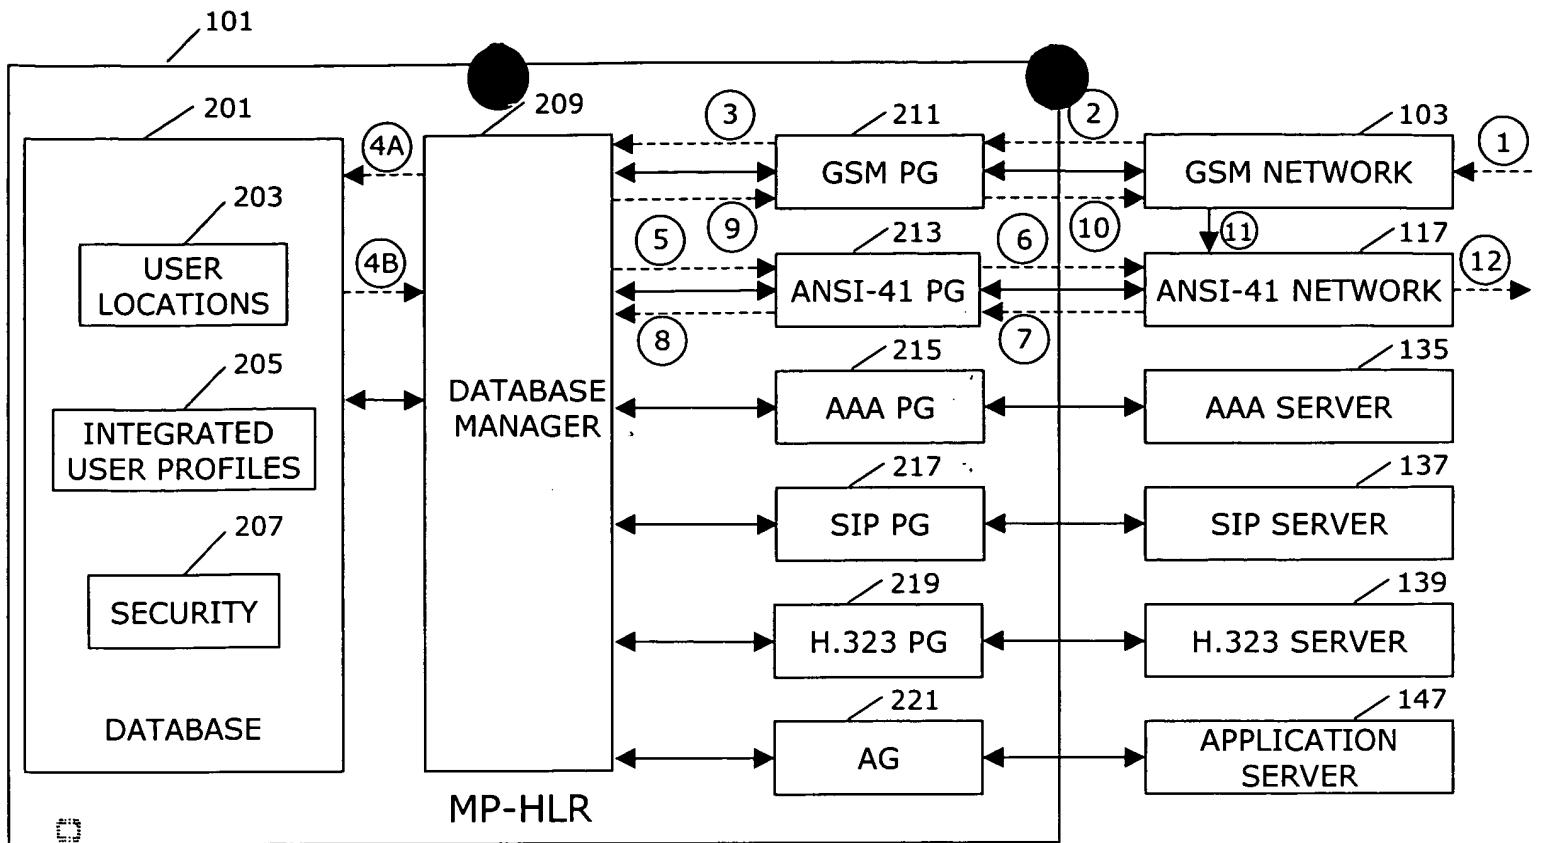 101
201
209
211
103
3
2
1
4A
GSM PG
GSM NETWORK
203
9
10
11
5
213
6
117
USER
LOCATIONS
4B
ANSI-41 PG
ANSI-41 NETWORK
12
8
7
205
215
135
DATABASE
MANAGER
AAA PG
AAA SERVER
INTEGRATED
USER PROFILES
217
137
207
SIP PG
SIP SERVER
SECURITY
219
139
H.323 PG
H.323 SERVER
221
147
DATABASE
AG
APPLICATION
SERVER
MP-HLR